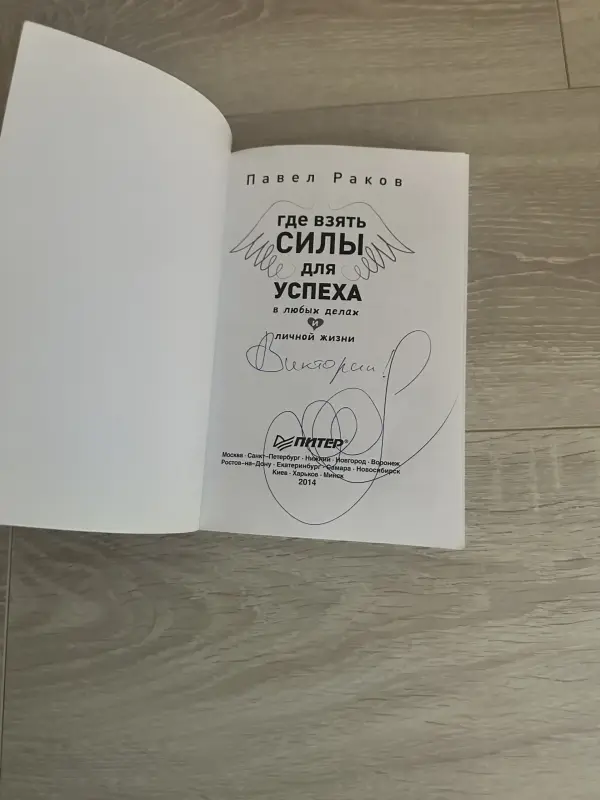 Павел Раков
где взять
СИЛЫ
для
УСПЕХА
в любых делах
и
личной жизни
Виктории!
ПИТЕР®
Москва · Санкт-Петербург · Нижний Новгород · Воронеж
Ростов-на-Дону · Екатеринбург · Самара · Новосибирск
Киев · Харьков · Минск
2014